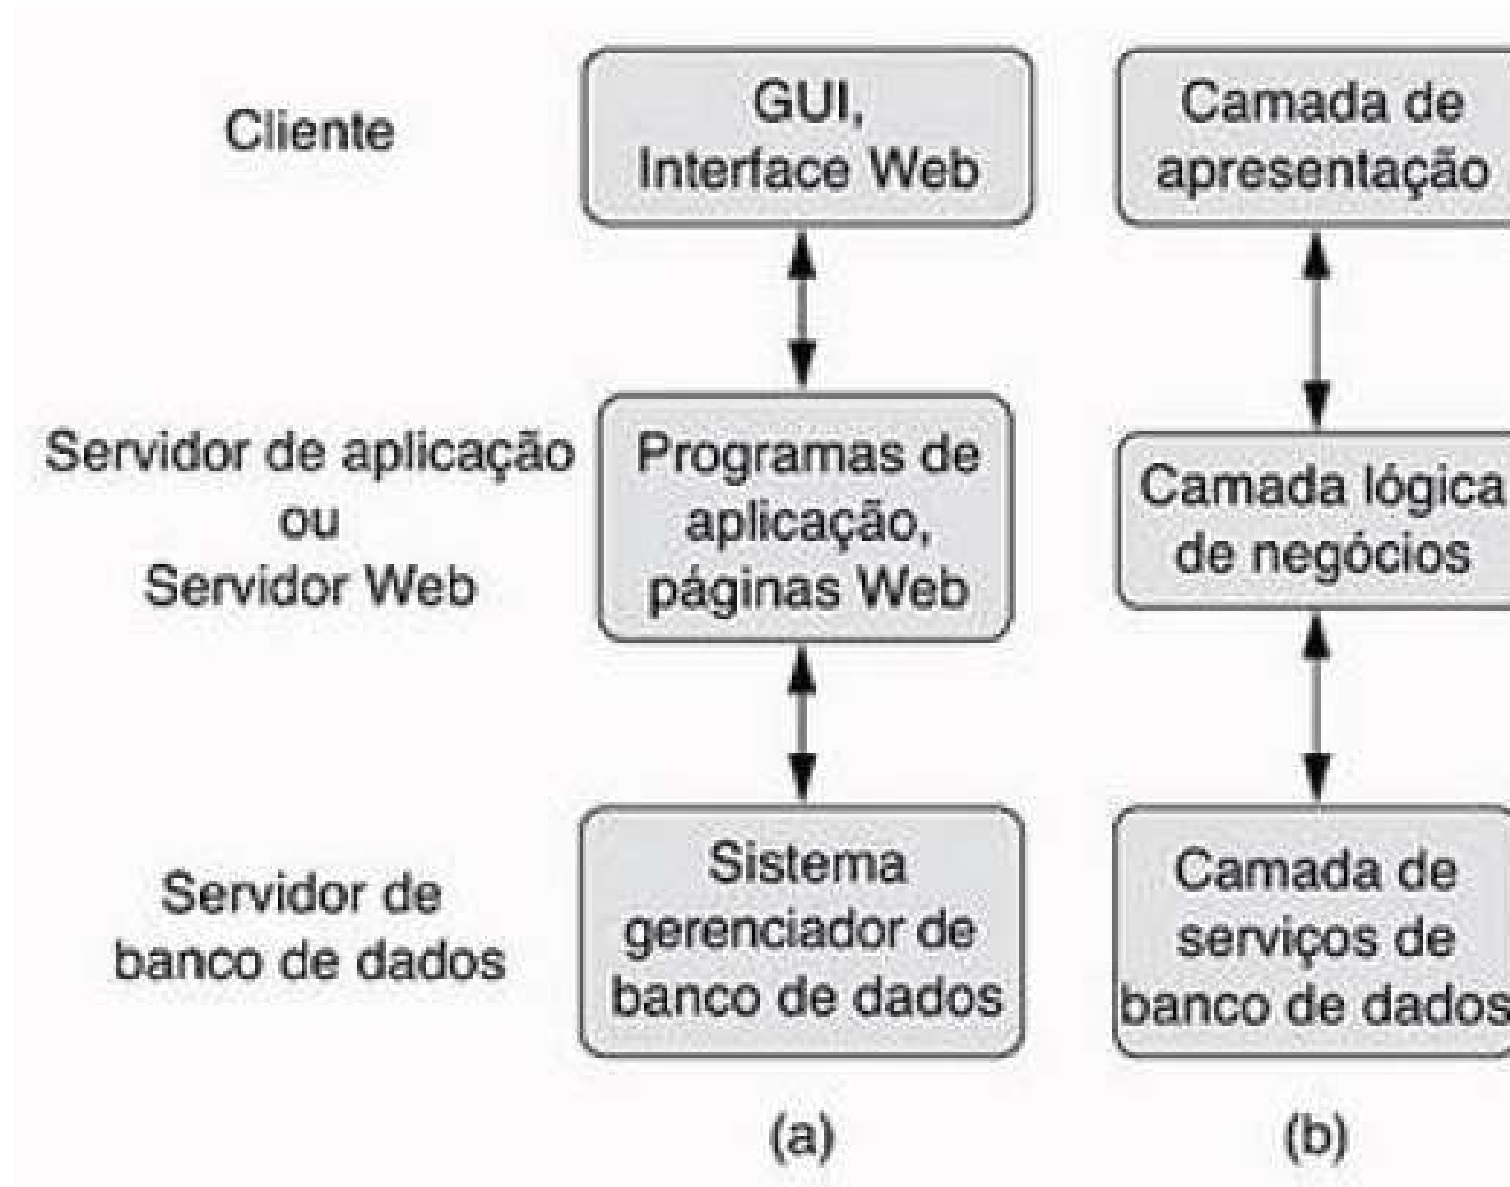 Cliente
GUI,
Interface Web
Camada de
apresentação
Servidor de aplicação
ou
Servidor Web
Programas de
aplicação,
páginas Web
Camada lógica
de negócios
Servidor de
banco de dados
Sistema
gerenciador de
banco de dados
Camada de
serviços de
banco de dados
(a)
(b)